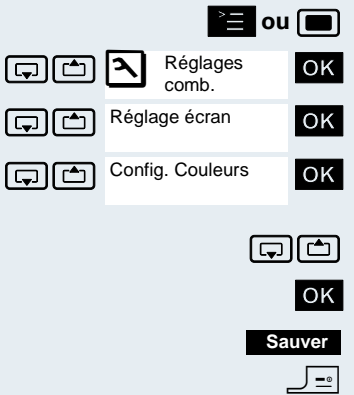 ou
Réglages
comb.
OK
Réglage écran
OK
Config. Couleurs
OK
OK
Sauver